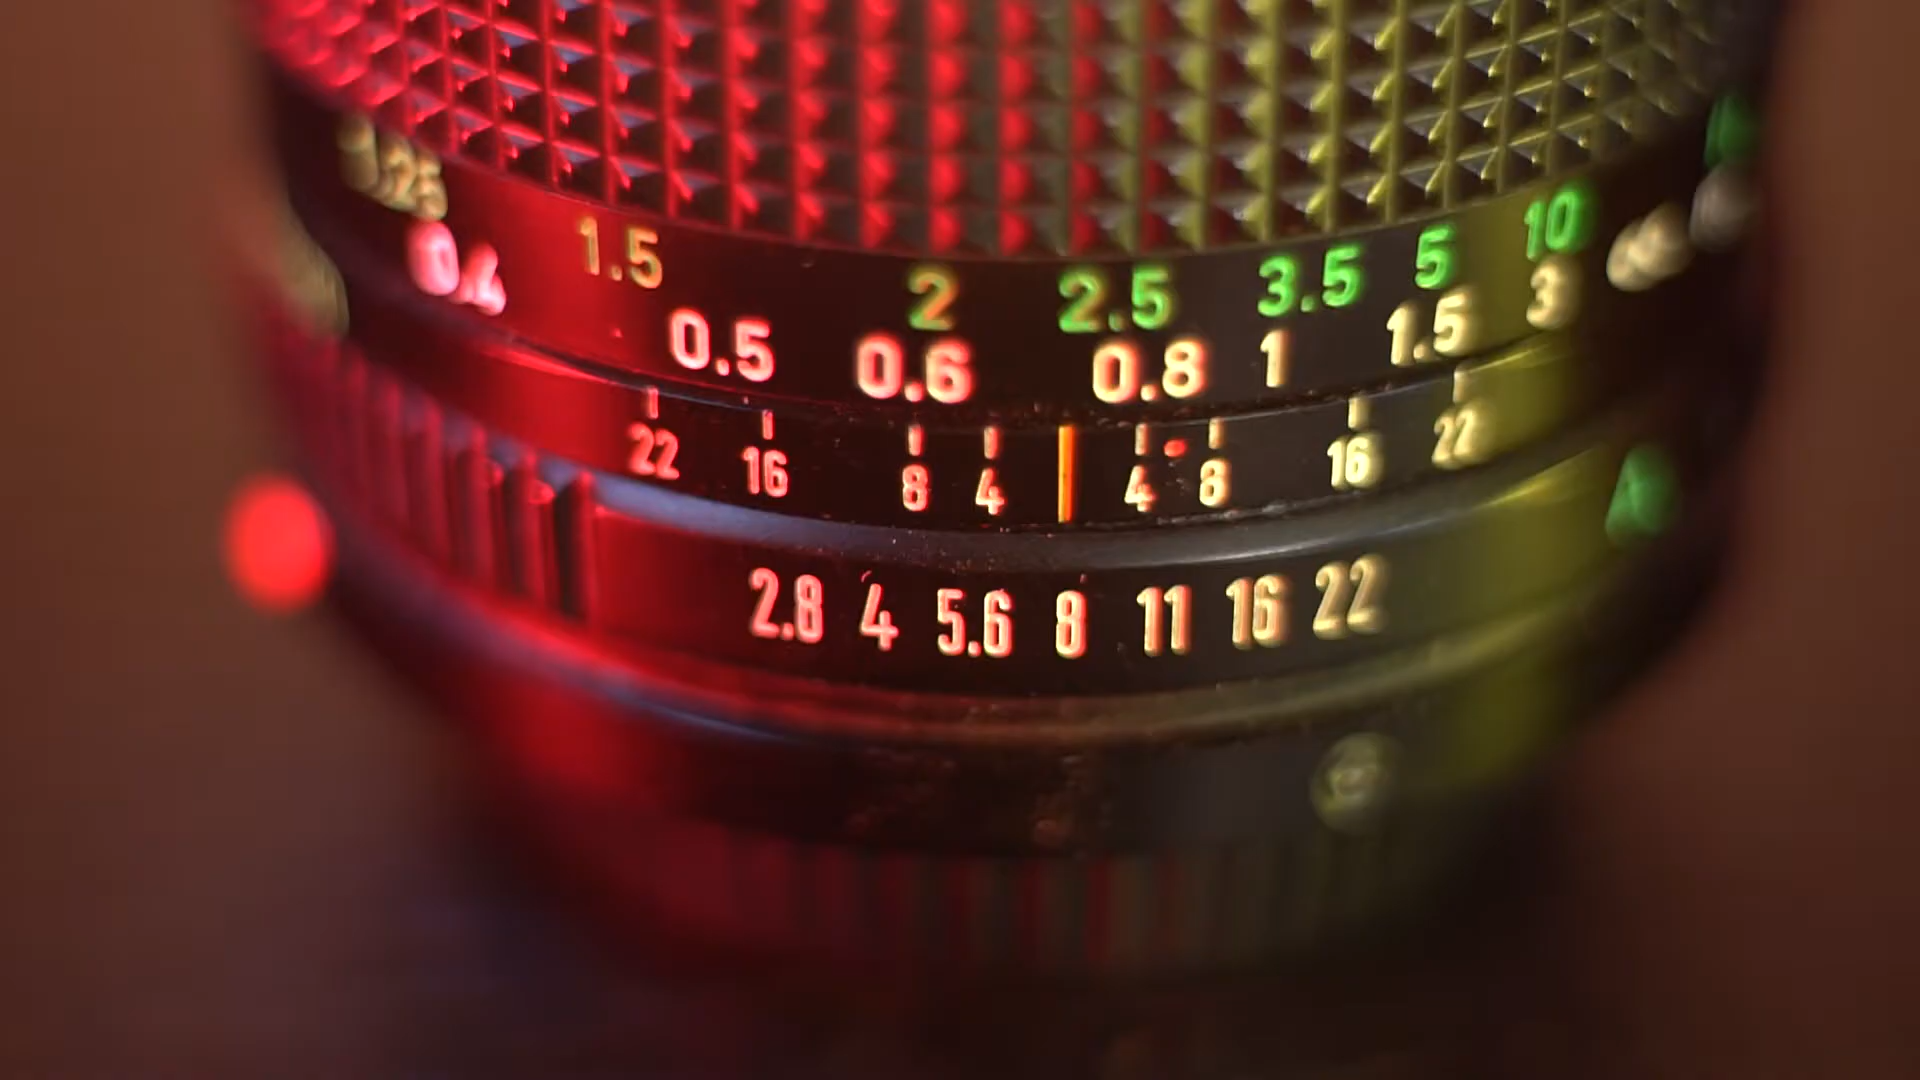 1.25 1.5 2 2.5 3.5 5 10
0.4 0.5 0.6 0.8 1 1.5 3
22 16 8 4 4 8 16 22
2.8 4 5.6 8 11 16 22 A